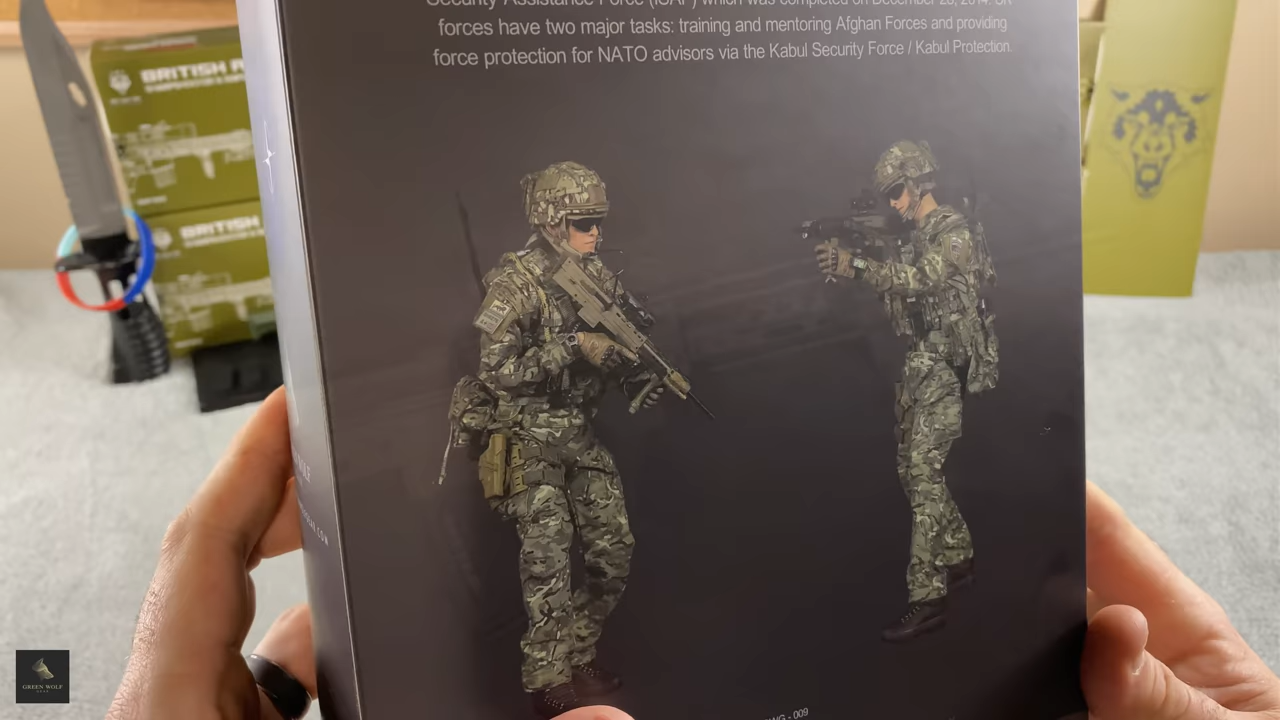 Security Assistance Force (ISAF) which was completed on December 28, 2014. UK
forces have two major tasks: training and mentoring Afghan Forces and providing
force protection for NATO advisors via the Kabul Security Force / Kabul Protection.
BRITISH
BRITISH
GREEN WOLF
GEAR
- 009